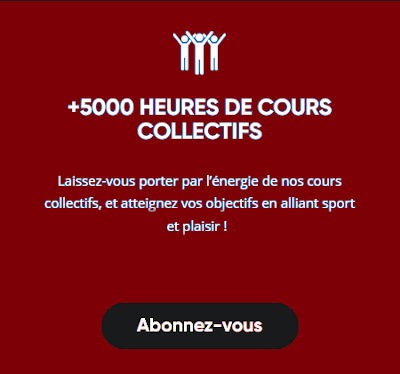 +5000 HEURES DE COURS
COLLECTIFS
Laissez-vous porter par l'énergie de nos cours
collectifs, et atteignez vos objectifs en alliant sport
et plaisir !
Abonnez-vous